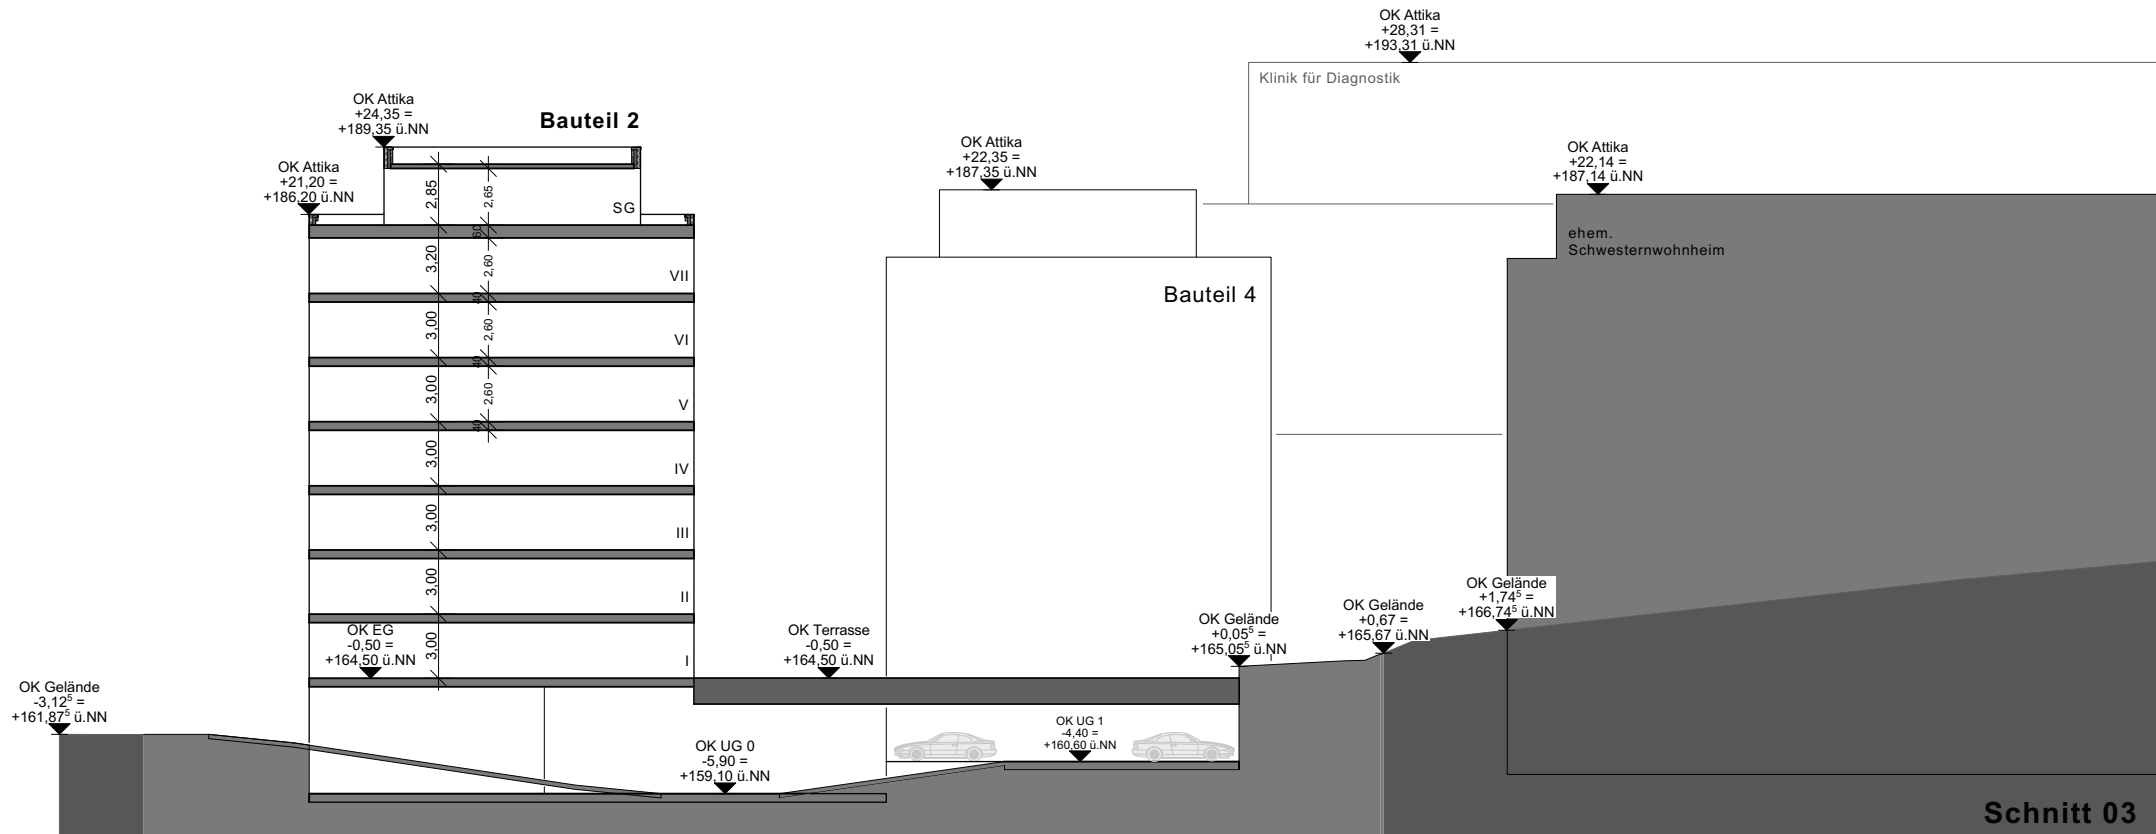 OK Attika
+28,31 =
+193,31 ü.NN
Klinik für Diagnostik
OK Attika
+24,35 =
+189,35 ü.NN
Bauteil 2
OK Attika
+22,35 =
+187,35 ü.NN
OK Attika
+22,14 =
+187,14 ü.NN
OK Attika
+21,20 =
+186,20 ü.NN
2,85
2,65
SG
60
ehem.
Schwesternwohnheim
3,20
2,60
VII
40
Bauteil 4
3,00
2,60
VI
40
3,00
2,60
V
40
3,00
IV
3,00
III
3,00
II
OK Gelände
+1,74⁵ =
+166,74⁵ ü.NN
OK Gelände
+0,67 =
+165,67 ü.NN
OK Gelände
+0,05⁵ =
+165,05⁵ ü.NN
OK EG
-0,50 =
+164,50 ü.NN
3,00
I
OK Terrasse
-0,50 =
+164,50 ü.NN
OK Gelände
-3,12⁵ =
+161,87⁵ ü.NN
OK UG 1
-4,40 =
+160,60 ü.NN
OK UG 0
-5,90 =
+159,10 ü.NN
Schnitt 03